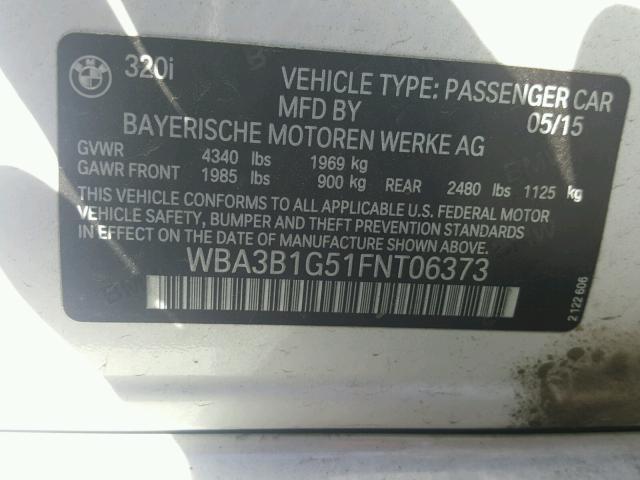 320i VEHICLE TYPE: PASSENGER CAR
MFD BY 05/15
BAYERISCHE MOTOREN WERKE AG
GVWR 4340 lbs 1969 kg
GAWR FRONT 1985 lbs 900 kg REAR 2480 lbs 1125 kg
THIS VEHICLE CONFORMS TO ALL APPLICABLE U.S. FEDERAL MOTOR
VEHICLE SAFETY, BUMPER AND THEFT PREVENTION STANDARDS
IN EFFECT ON THE DATE OF MANUFACTURE SHOWN ABOVE.
WBA3B1G51FNT06373
2 122 606